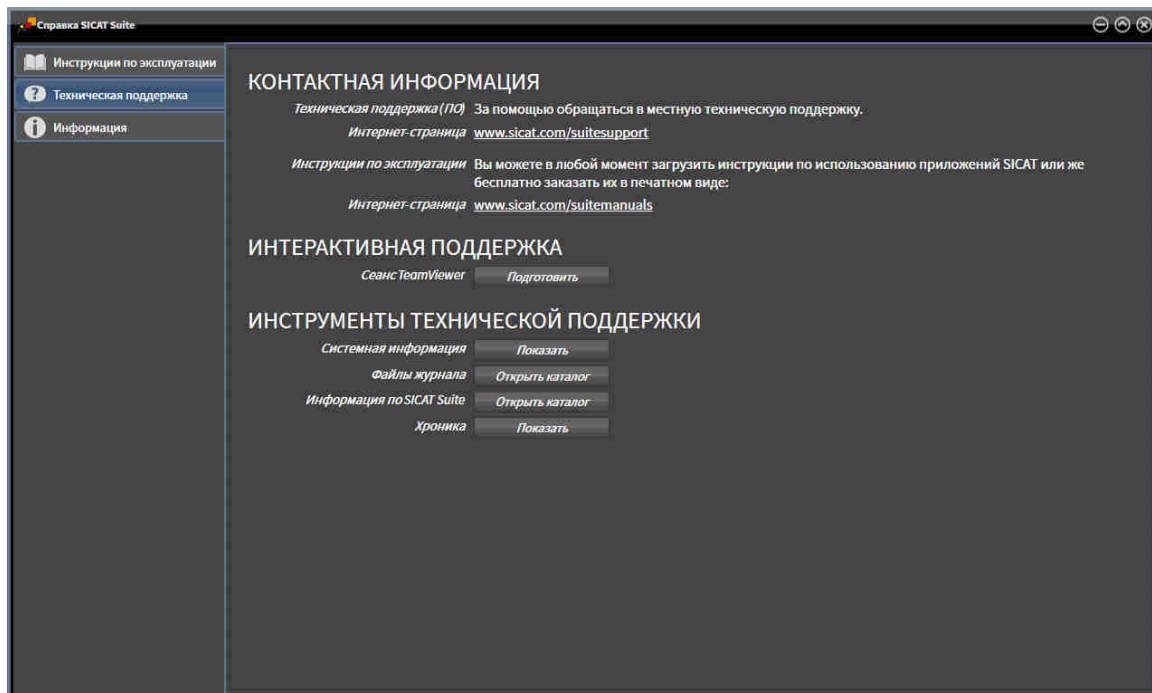 Справка SICAT Suite
Инструкции по эксплуатации
Техническая поддержка
Информация
КОНТАКТНАЯ ИНФОРМАЦИЯ
Техническая поддержка (ПО) За помощью обращаться в местную техническую поддержку.
Интернет-страница www.sicat.com/suitesupport
Инструкции по эксплуатации Вы можете в любой момент загрузить инструкции по использованию приложений SICAT или же
бесплатно заказать их в печатном виде:
Интернет-страница www.sicat.com/suitemanuals
ИНТЕРАКТИВНАЯ ПОДДЕРЖКА
Сеанс TeamViewer Подготовить
ИНСТРУМЕНТЫ ТЕХНИЧЕСКОЙ ПОДДЕРЖКИ
Системная информация Показать
Файлы журнала Открыть каталог
Информация по SICAT Suite Открыть каталог
Хроника Показать